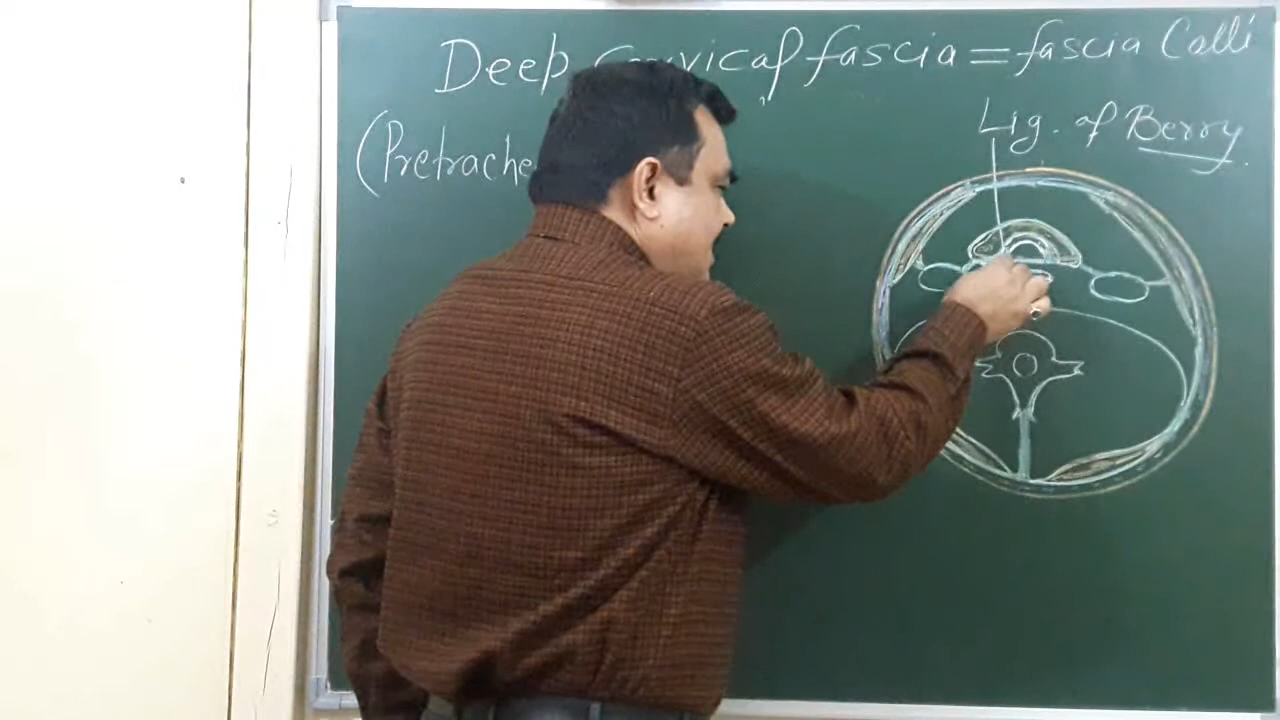 Deep cervical fascia = fascia Colli
Lig. of Berry.
(Pretrache